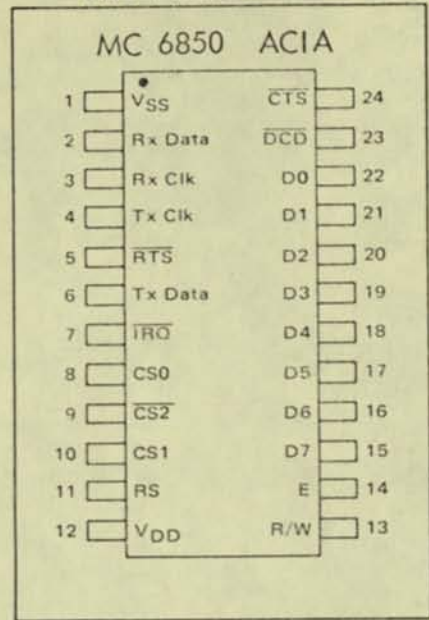 MC 6850 ACIA
1 VSS CTS 24
2 Rx Data DCD 23
3 Rx Clk D0 22
4 Tx Clk D1 21
5 RTS D2 20
6 Tx Data D3 19
7 IRQ D4 18
8 CS0 D5 17
9 CS2 D6 16
10 CS1 D7 15
11 RS E 14
12 VDD R/W 13